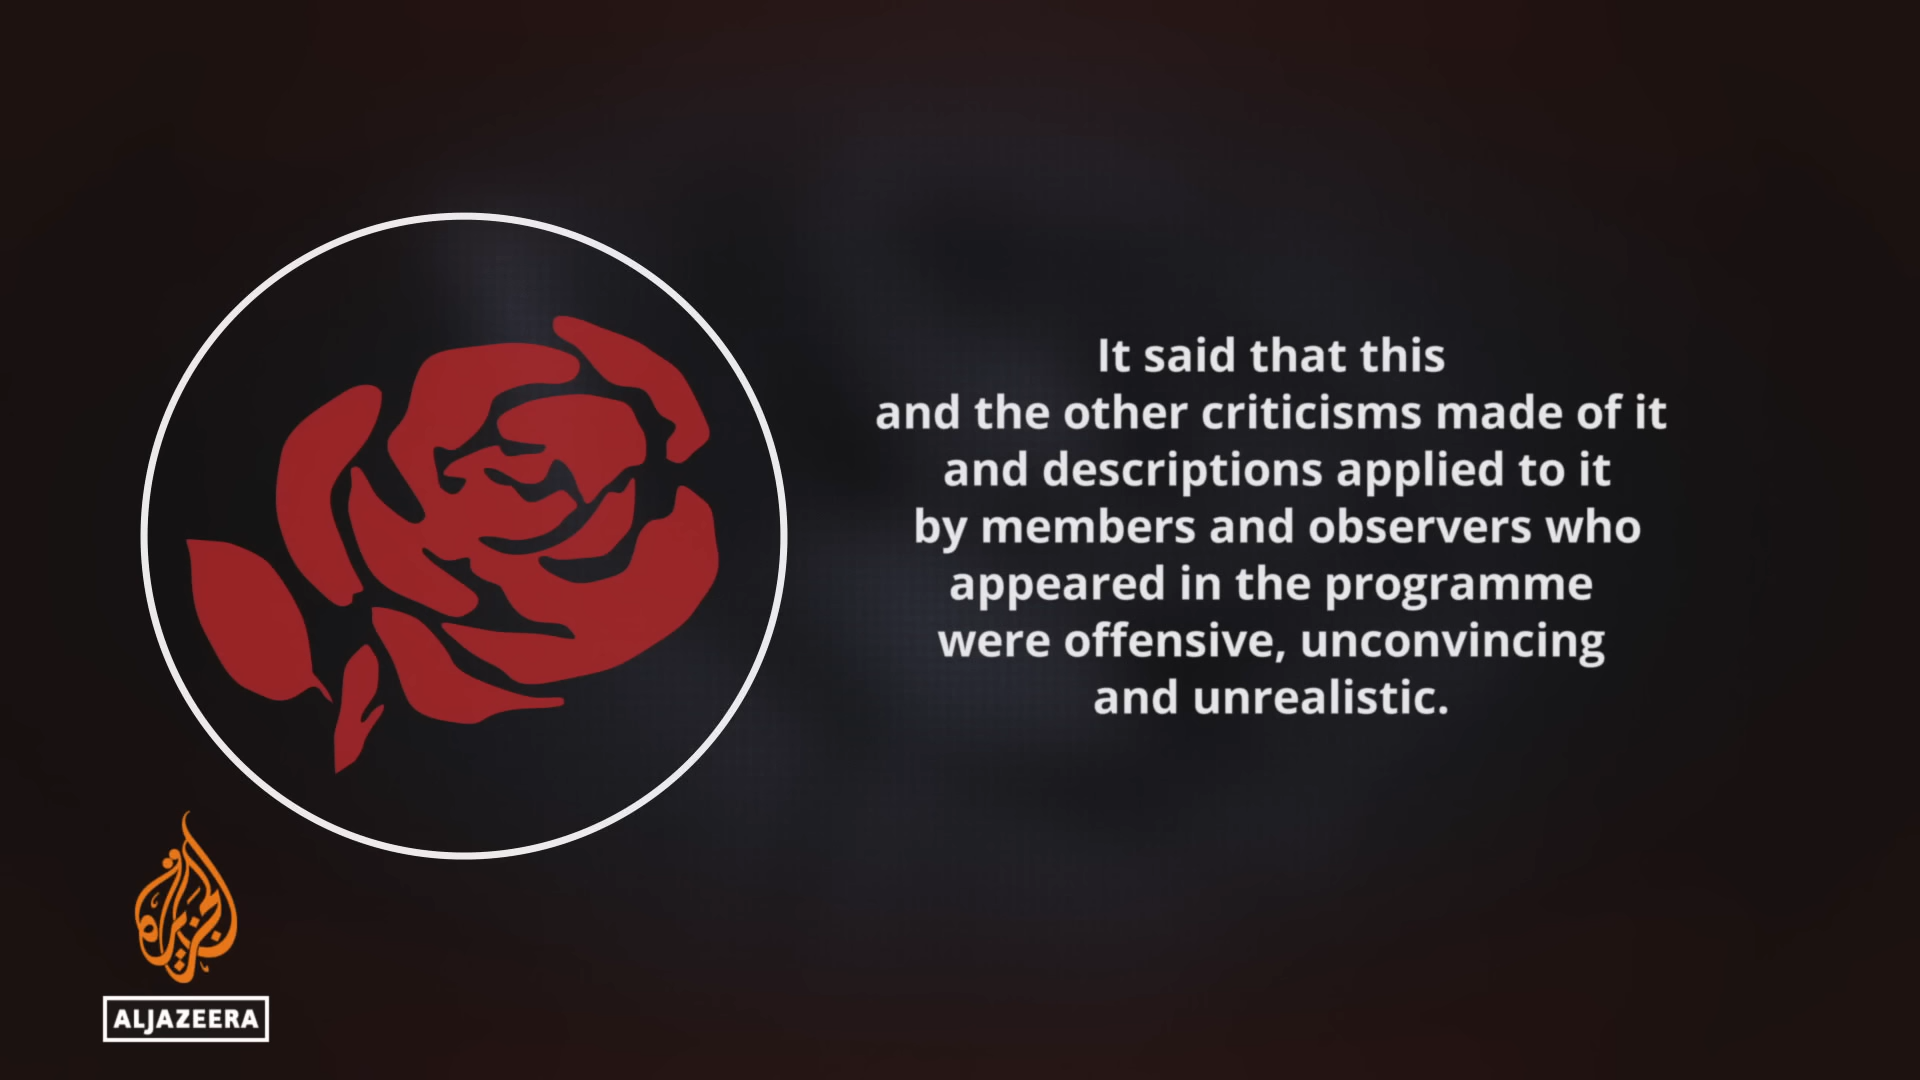 It said that this
and the other criticisms made of it
and descriptions applied to it
by members and observers who
appeared in the programme
were offensive, unconvincing
and unrealistic.
الجزيرة
ALJAZEERA